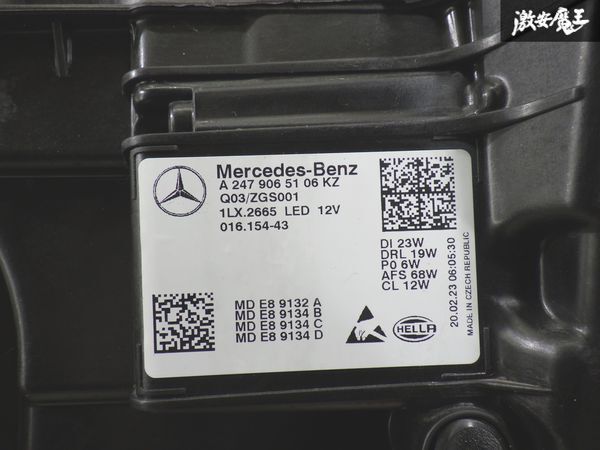 激安魔王
Mercedes-Benz
A 247 906 51 06 KZ
Q03/ZGS001
1LX.2665 LED 12V
016.154-43
DI 23W
DRL 19W
PO 6W
AFS 68W
CL 12W
MD E8 9132 A
MD E8 9134 B
MD E8 9134 C
MD E8 9134 D
HELLA
20.02.23 06:05:30
MADE IN CZECH REPUBLIC